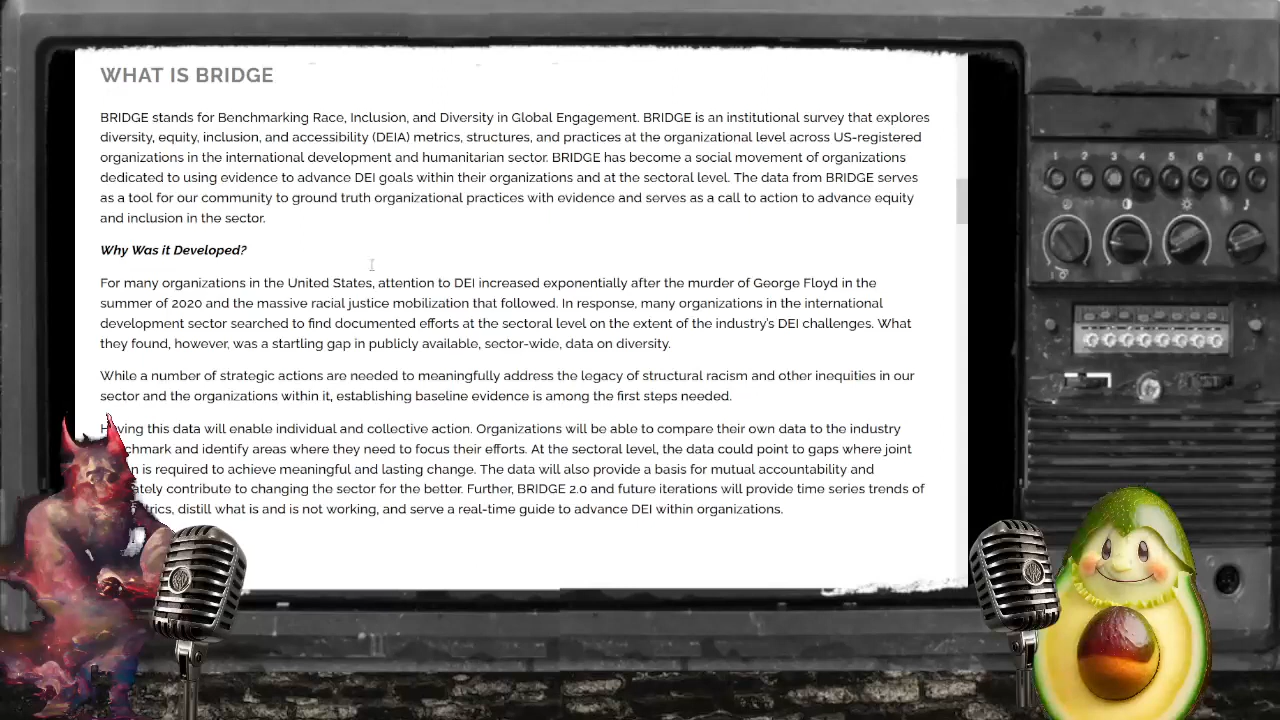 WHAT IS BRIDGE
BRIDGE stands for Benchmarking Race, Inclusion, and Diversity in Global Engagement. BRIDGE is an institutional survey that explores
diversity, equity, inclusion, and accessibility (DEIA) metrics, structures, and practices at the organizational level across US-registered
organizations in the international development and humanitarian sector. BRIDGE has become a social movement of organizations
dedicated to using evidence to advance DEI goals within their organizations and at the sectoral level. The data from BRIDGE serves
as a tool for our community to ground truth organizational practices with evidence and serves as a call to action to advance equity
and inclusion in the sector.
Why Was it Developed?
For many organizations in the United States, attention to DEI increased exponentially after the murder of George Floyd in the
summer of 2020 and the massive racial justice mobilization that followed. In response, many organizations in the international
development sector searched to find documented efforts at the sectoral level on the extent of the industry's DEI challenges. What
they found, however, was a startling gap in publicly available, sector-wide, data on diversity.
While a number of strategic actions are needed to meaningfully address the legacy of structural racism and other inequities in our
sector and the organizations within it, establishing baseline evidence is among the first steps needed.
Having this data will enable individual and collective action. Organizations will be able to compare their own data to the industry
and identify areas where they need to focus their efforts. At the sectoral level, the data could point to gaps where joint
is required to achieve meaningful and lasting change. The data will also provide a basis for mutual accountability and
contribute to changing the sector for the better. Further, BRIDGE 2.0 and future iterations will provide time series trends of
distill what is and is not working, and serve a real-time guide to advance DEI within organizations.
1 2 3 4 5 6 7 8